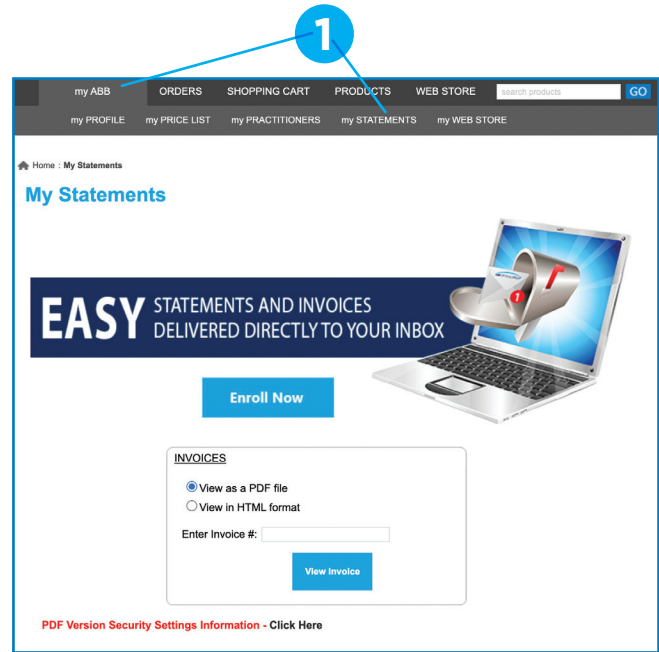 1
my ABB ORDERS SHOPPING CART PRODUCTS WEB STORE search products GO
my PROFILE my PRICE LIST my PRACTITIONERS my STATEMENTS my WEB STORE
Home : My Statements
My Statements
EASY STATEMENTS AND INVOICES
DELIVERED DIRECTLY TO YOUR INBOX
1
Enroll Now
INVOICES
View as a PDF file
View in HTML format
Enter Invoice #:
View Invoice
PDF Version Security Settings Information - Click Here